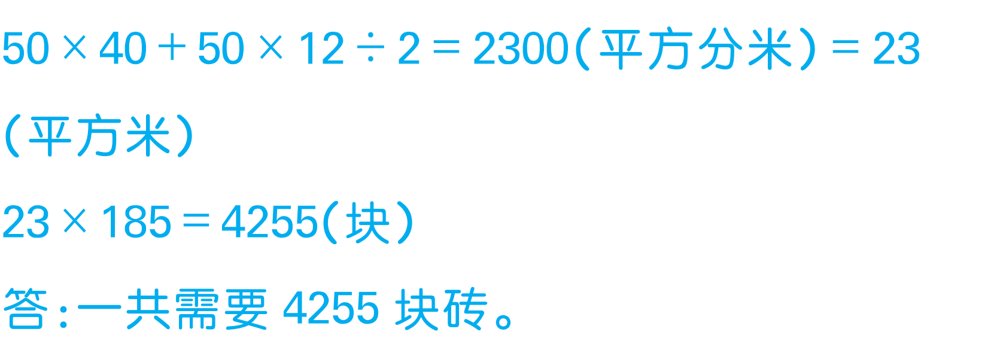 50×40+50×12÷2=2300(平方分米)=23
(平方米)
23×185=4255(块)
答:一共需要 4255 块砖。